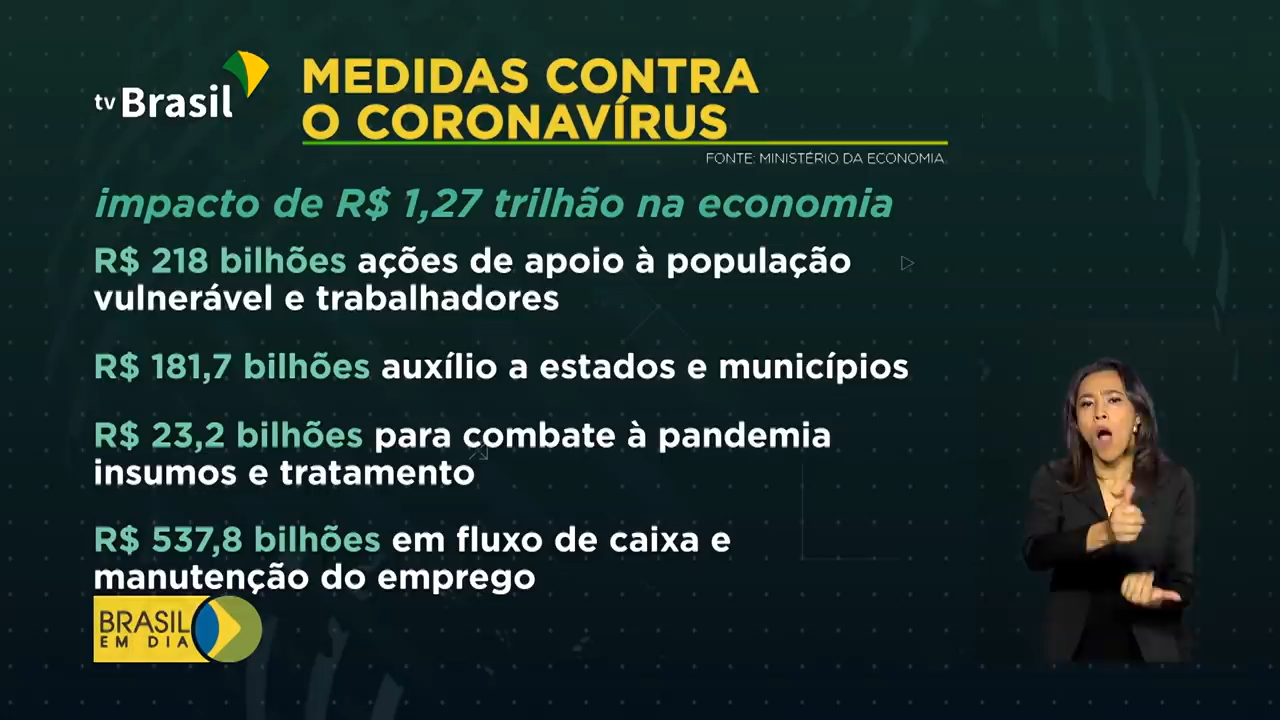 tv Brasil
MEDIDAS CONTRA
O CORONAVÍRUS
FONTE: MINISTÉRIO DA ECONOMIA
impacto de R$ 1,27 trilhão na economia
R$ 218 bilhões ações de apoio à população
vulnerável e trabalhadores
R$ 181,7 bilhões auxílio a estados e municípios
R$ 23,2 bilhões para combate à pandemia
insumos e tratamento
R$ 537,8 bilhões em fluxo de caixa e
manutenção do emprego
BRASIL
EM DIA